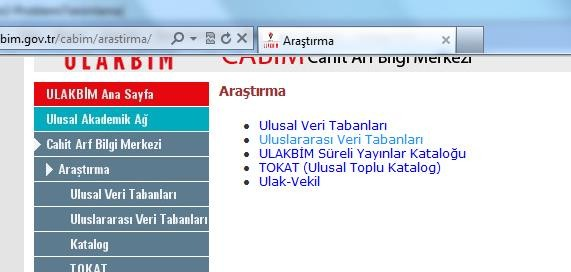 bim.gov.tr/cabim/arastirma/
Araştırma
ULAKBİM
CABİM Cahit Arf Bilgi Merkezi
ULAKBİM Ana Sayfa
Ulusal Akademik Ağ
Cahit Arf Bilgi Merkezi
Araştırma
Ulusal Veri Tabanları
Uluslararası Veri Tabanları
Katalog
TOKAT
Araştırma
Ulusal Veri Tabanları
Uluslararası Veri Tabanları
ULAKBİM Süreli Yayınlar Kataloğu
TOKAT (Ulusal Toplu Katalog)
Ulak-Vekil